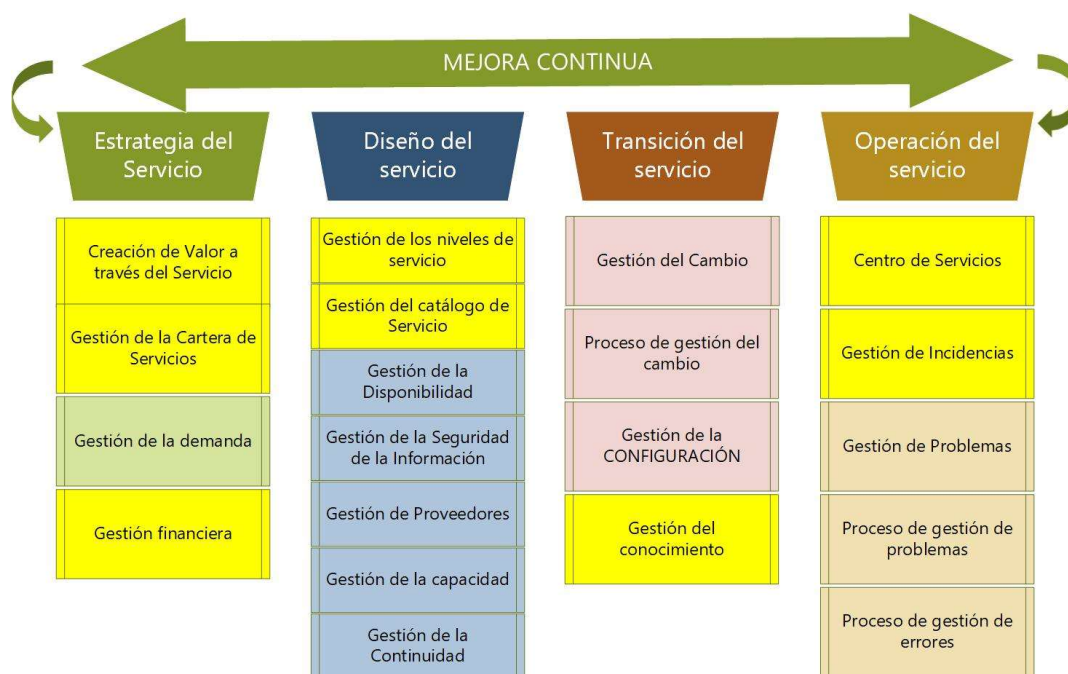 MEJORA CONTINUA
Estrategia del
Servicio
Creación de Valor a
través del Servicio
Gestión de la Cartera de
Servicios
Gestión de la demanda
Gestión financiera
Diseño del
servicio
Gestión de los niveles de
servicio
Gestión del catálogo de
Servicio
Gestión de la
Disponibilidad
Gestión de la Seguridad
de la Información
Gestión de Proveedores
Gestión de la capacidad
Gestión de la
Continuidad
Transición del
servicio
Gestión del Cambio
Proceso de gestión del
cambio
Gestión de la
CONFIGURACIÓN
Gestión del
conocimiento
Operación del
servicio
Centro de Servicios
Gestión de Incidencias
Gestión de Problemas
Proceso de gestión de
problemas
Proceso de gestión de
errores